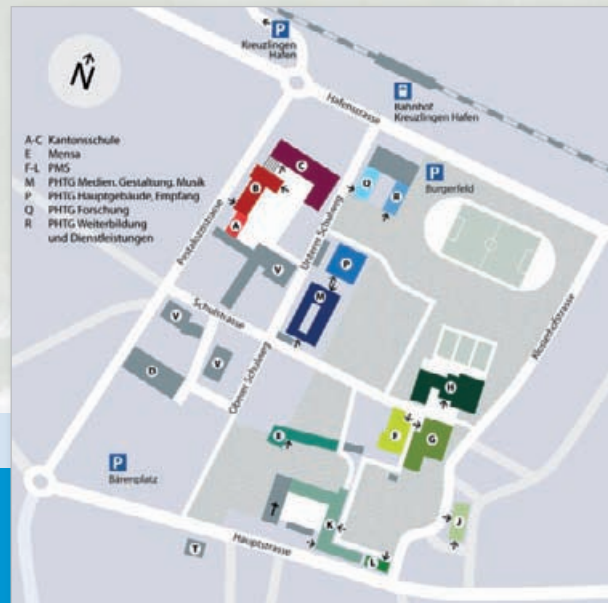 P
Kreuzlingen
Hafen
N
Hafenstrasse
Bahnhof
Kreuzlingen Hafen
A-C Kantonsschule
E Mensa
F-L PMS
M PHTG Medien, Gestaltung, Musik
P PHTG Hauptgebäude, Empfang
Q PHTG Forschung
R PHTG Weiterbildung
und Dienstleistungen
C
B
A
Q
R
P
Burgerfeld
Pestalozzistrasse
Unterer Schulweg
V
P
M
Schulstrasse
Klosterhofstrasse
V
V
D
Oberer Schulweg
H
E
F
G
P
Bärenplatz
K
J
L
Hauptstrasse
T